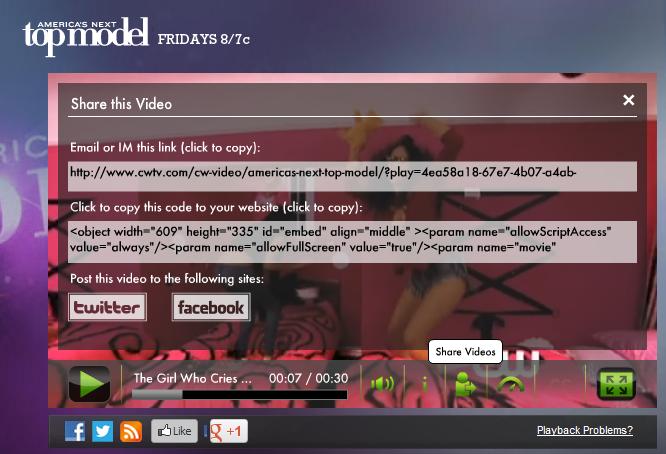 AMERICA'S NEXT
top model FRIDAYS 8/7c
Share this Video
Email or IM this link (click to copy):
http://www.cwtv.com/cw-video/americas-next-top-model/?play=4ea58a18-67e7-4b07-a4ab-
Click to copy this code to your website (click to copy):
<object width="609" height="335" id="embed" align="middle" ><param name="allowScriptAccess"
value="always"/><param name="allowFullScreen" value="true"/><param name="movie"
Post this video to the following sites:
twitter facebook
Share Videos
The Girl Who Cries ... 00:07 / 00:30
Like g +1 Playback Problems?